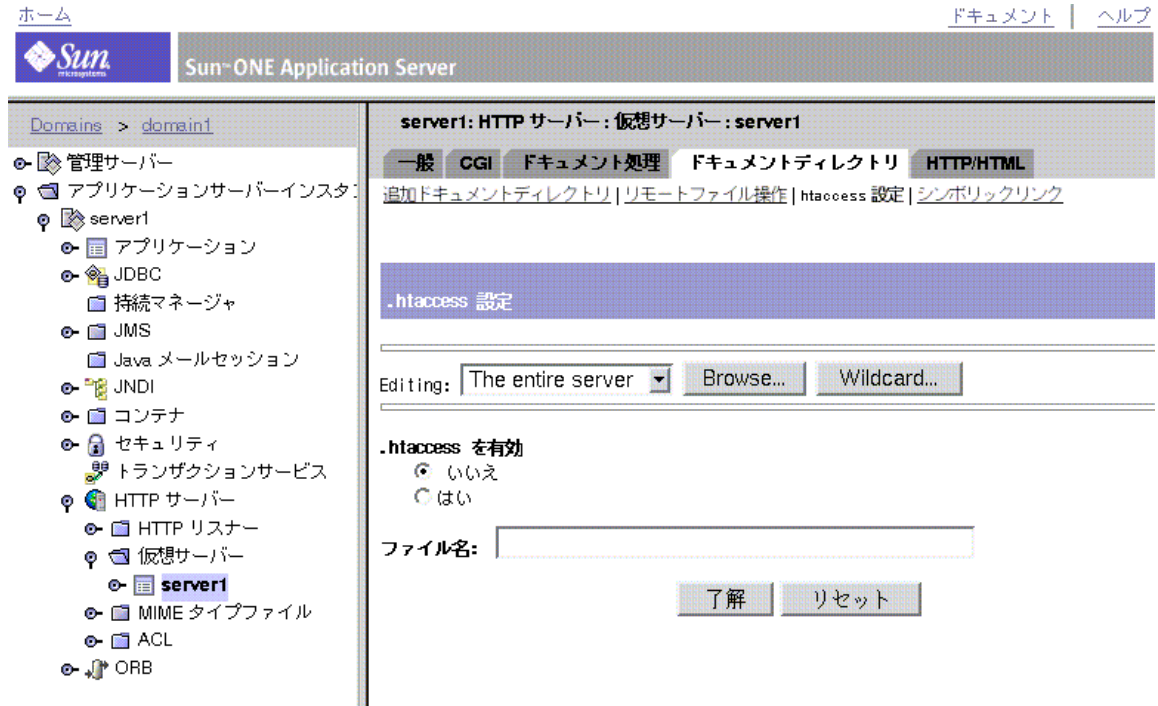 ホーム
ドキュメント | ヘルプ
Sun microsystems
Sun™ ONE Application Server
Domains > domain1
管理サーバー
アプリケーションサーバーインスタ
server1
アプリケーション
JDBC
持続マネージャ
JMS
Java メールセッション
JNDI
コンテナ
セキュリティ
トランザクションサービス
HTTP サーバー
HTTP リスナー
仮想サーバー
server1
MIME タイプファイル
ACL
ORB
server1: HTTP サーバー : 仮想サーバー : server1
一般 CGI ドキュメント処理 ドキュメントディレクトリ HTTP/HTML
追加ドキュメントディレクトリ | リモートファイル操作 | htaccess 設定 | シンボリックリンク
.htaccess 設定
Editing: The entire server Browse... Wildcard...
.htaccess を有効
いいえ
はい
ファイル名:
了解 リセット